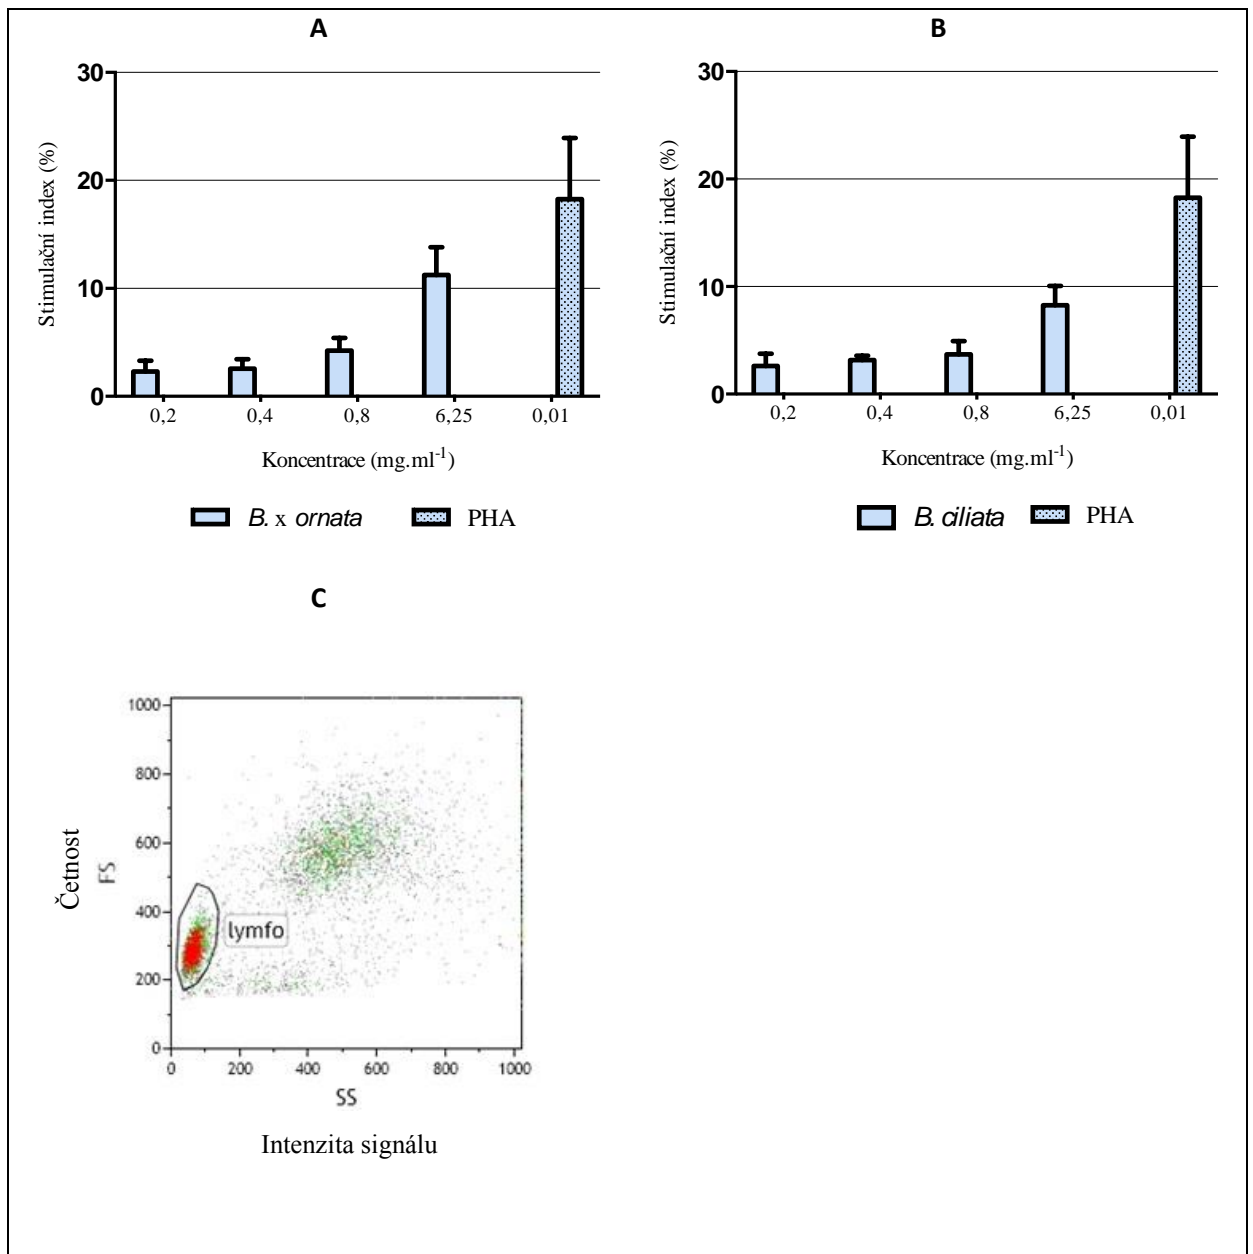 A
30
20
10
0
Stimulační index (%)
0,2 0,4 0,8 6,25 0,01
Koncentrace (mg.ml-1)
B. x ornata PHA
B
30
20
10
0
Stimulační index (%)
0,2 0,4 0,8 6,25 0,01
Koncentrace (mg.ml-1)
B. ciliata PHA
C
Četnost
FS
1000
800
600
400
200
0
lymfo
0 200 400 600 800 1000
SS
Intenzita signálu